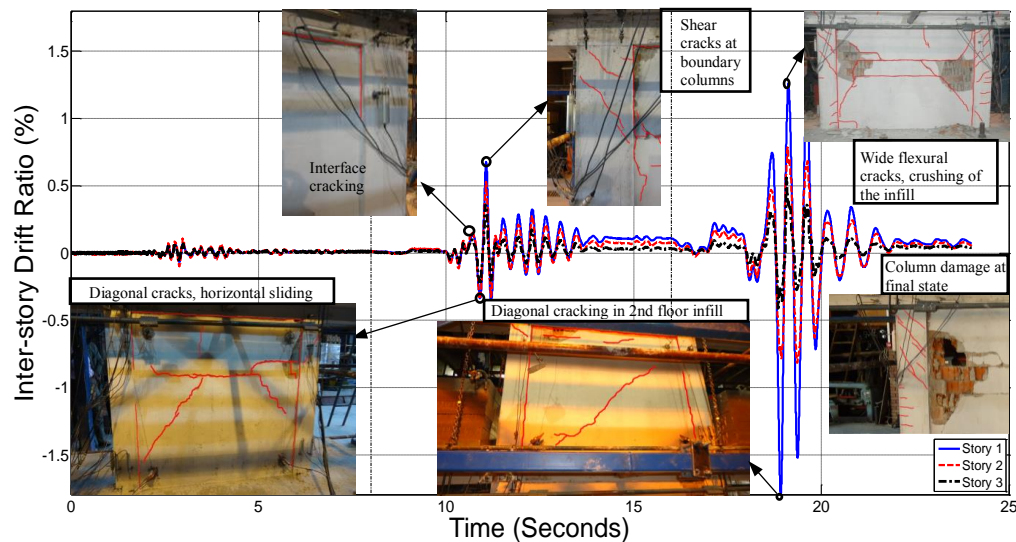 Inter-story Drift Ratio (%)
1.5
1
0.5
0
-0.5
-1
-1.5
0
5
10
15
20
25
Time (Seconds)
Interface
cracking
Shear
cracks at
boundary
columns
Wide flexural
cracks, crushing of
the infill
Diagonal cracks, horizontal sliding
Diagonal cracking in 2nd floor infill
Column damage at
final state
Story 1
Story 2
Story 3